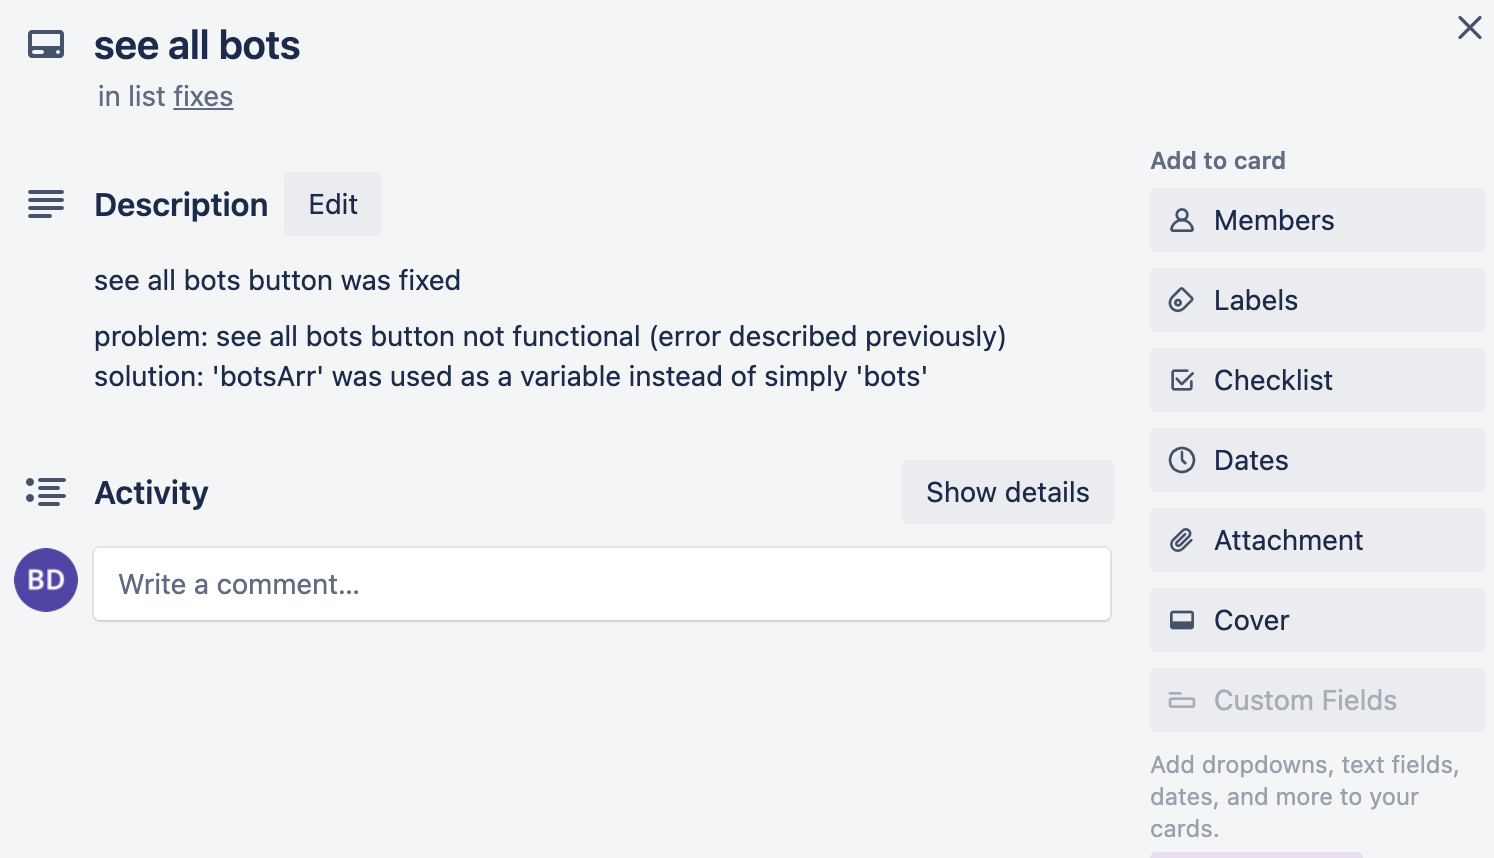 see all bots
in list fixes
Description
Edit
see all bots button was fixed
problem: see all bots button not functional (error described previously)
solution: 'botsArr' was used as a variable instead of simply 'bots'
Activity
Show details
BD
Write a comment...
Add to card
Members
Labels
Checklist
Dates
Attachment
Cover
Custom Fields
Add dropdowns, text fields,
dates, and more to your
cards.